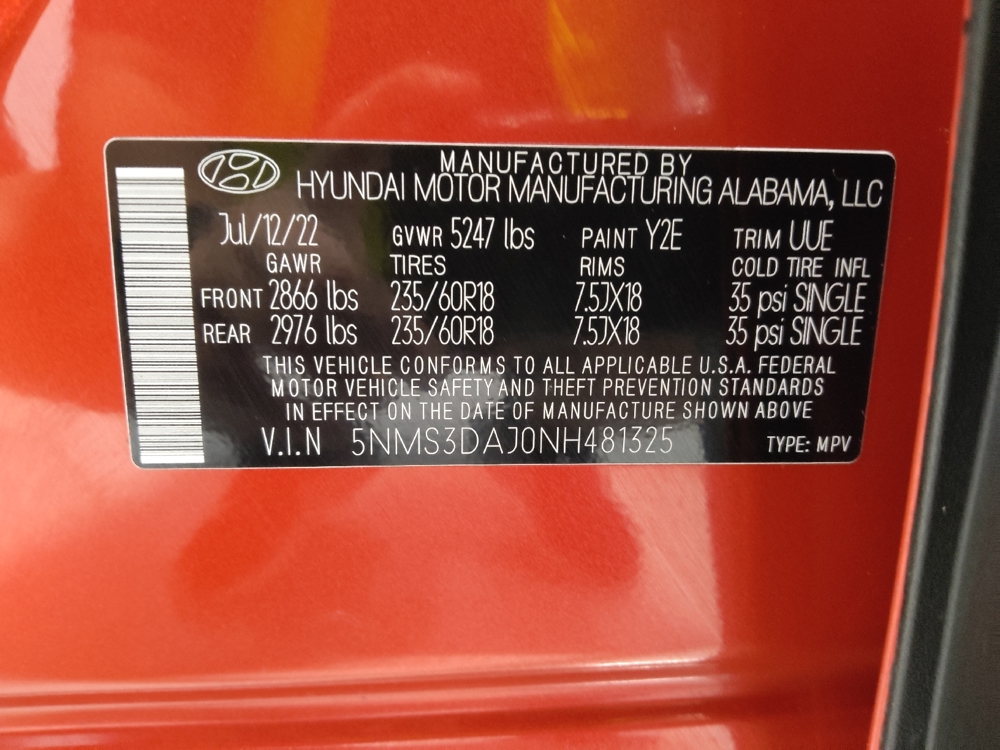 MANUFACTURED BY
HYUNDAI MOTOR MANUFACTURING ALABAMA, LLC
Jul/12/22 GVWR 5247 lbs PAINT Y2E TRIM UUE
GAWR TIRES RIMS COLD TIRE INFL
FRONT 2866 lbs 235/60R18 7.5JX18 35 psi SINGLE
REAR 2976 lbs 235/60R18 7.5JX18 35 psi SINGLE
THIS VEHICLE CONFORMS TO ALL APPLICABLE U.S.A. FEDERAL
MOTOR VEHICLE SAFETY AND THEFT PREVENTION STANDARDS
IN EFFECT ON THE DATE OF MANUFACTURE SHOWN ABOVE
V.I.N 5NMS3DAJ0NH481325 TYPE: MPV